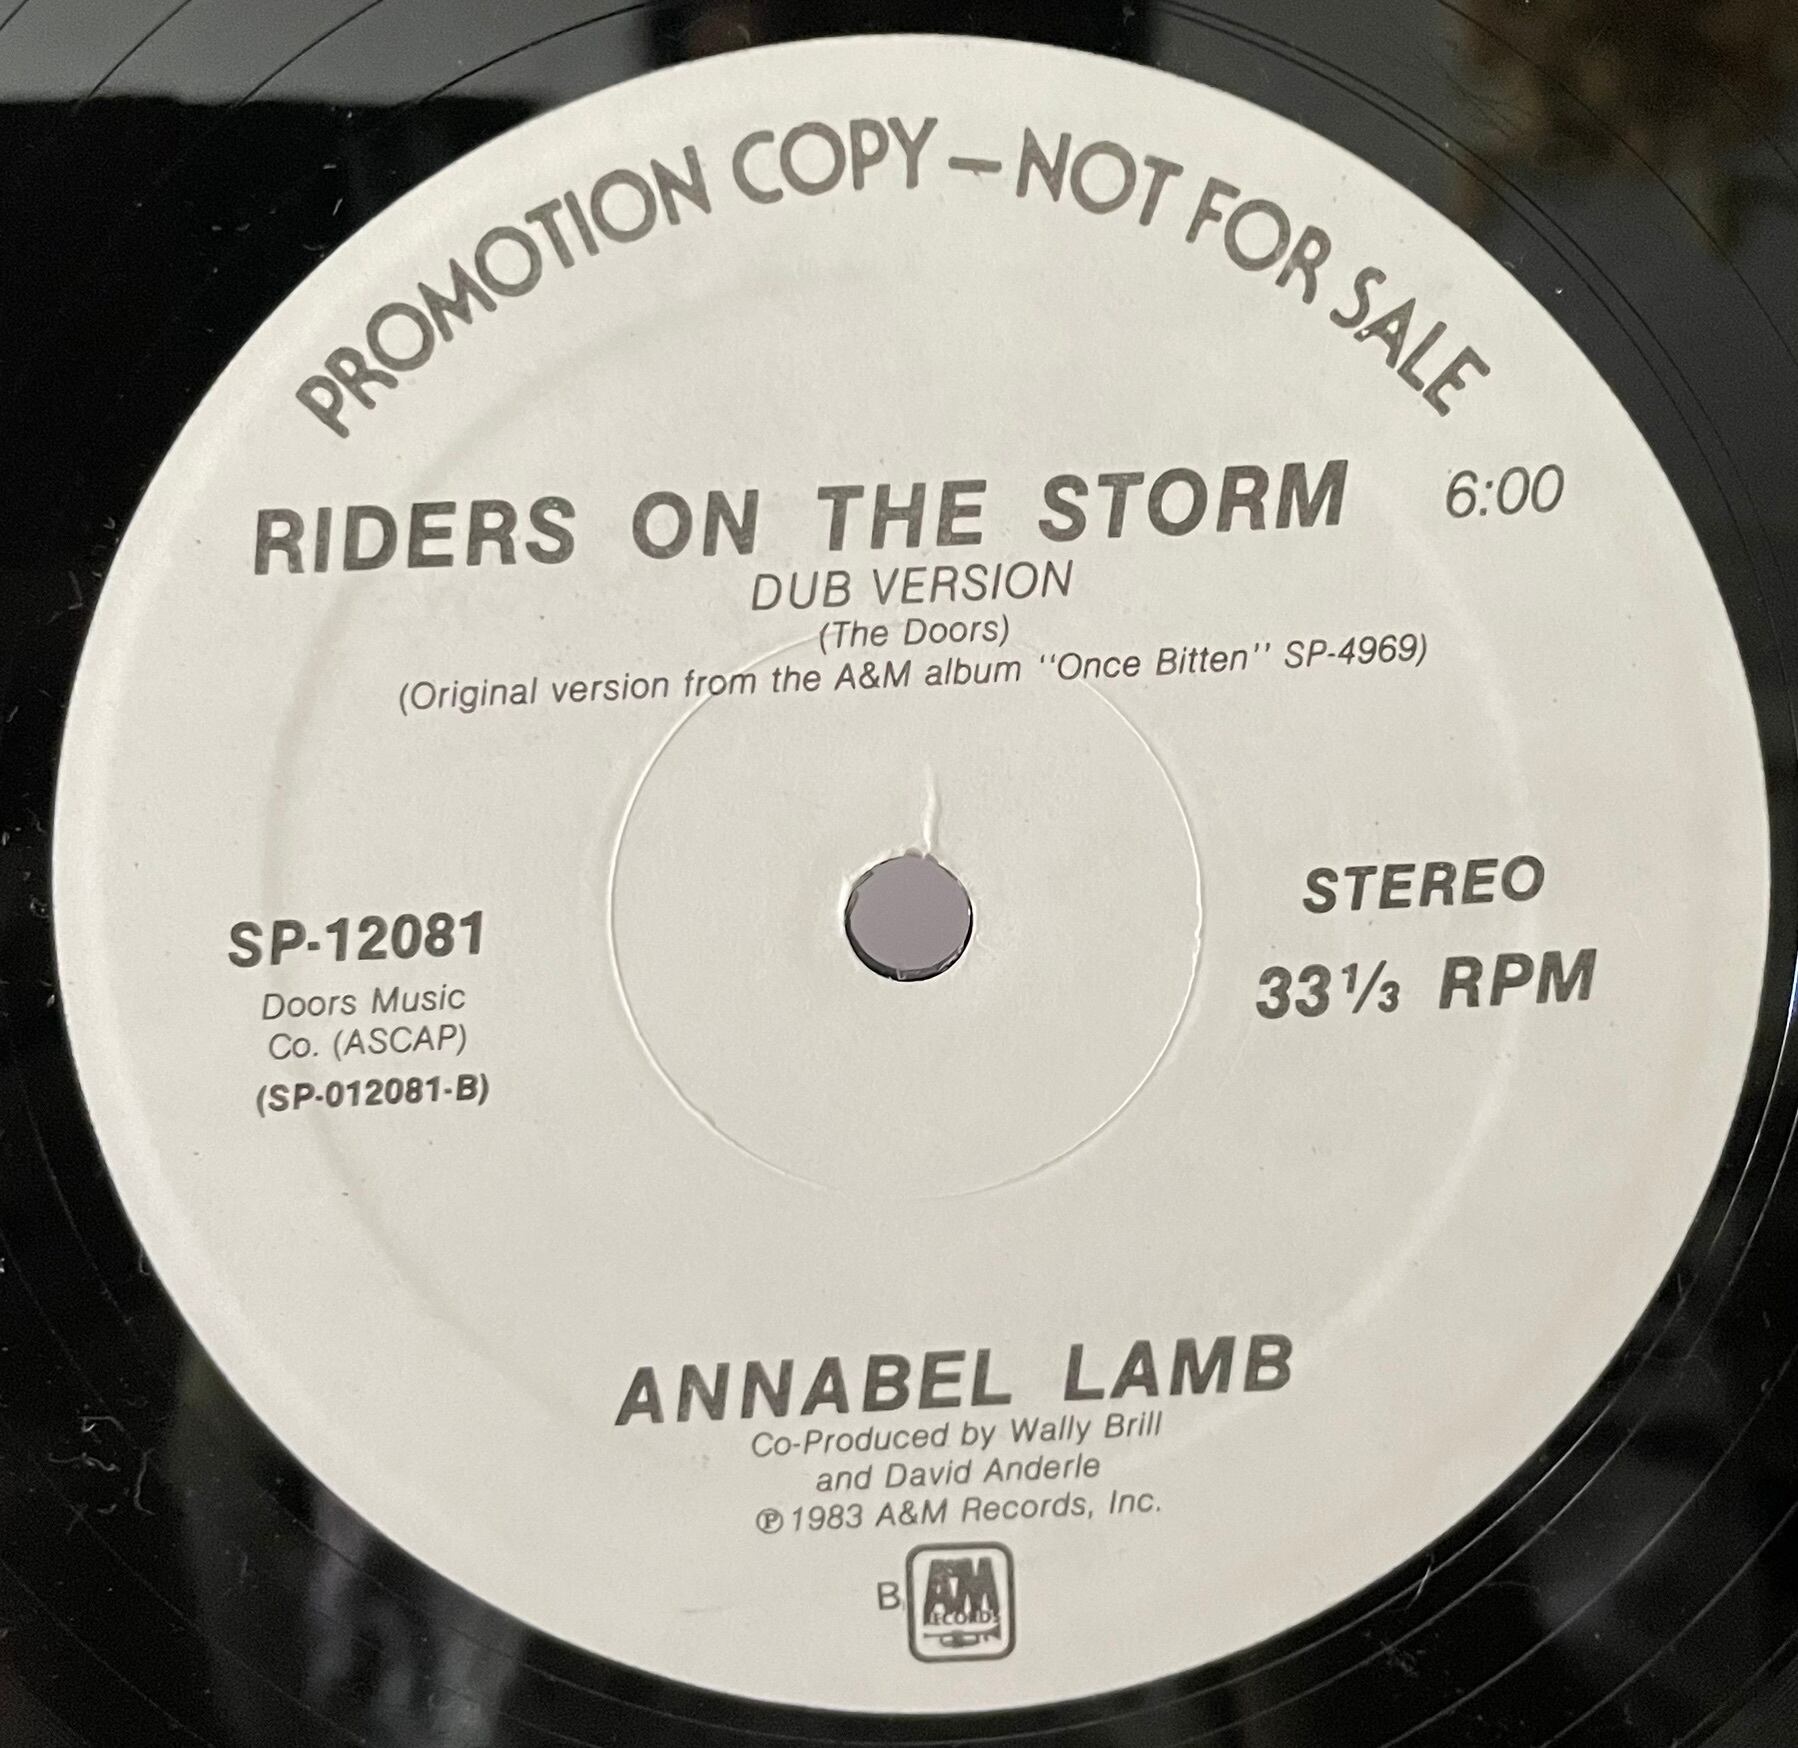 PROMOTION COPY — NOT FOR SALE
RIDERS ON THE STORM 6:00
DUB VERSION
(The Doors)
(Original version from the A&M album "Once Bitten" SP-4969)
SP-12081
Doors Music
Co. (ASCAP)
(SP-012081-B)
STEREO
33 1/3 RPM
ANNABEL LAMB
Co-Produced by Wally Brill
and David Anderle
℗1983 A&M Records, Inc.
B
A&M
RECORDS